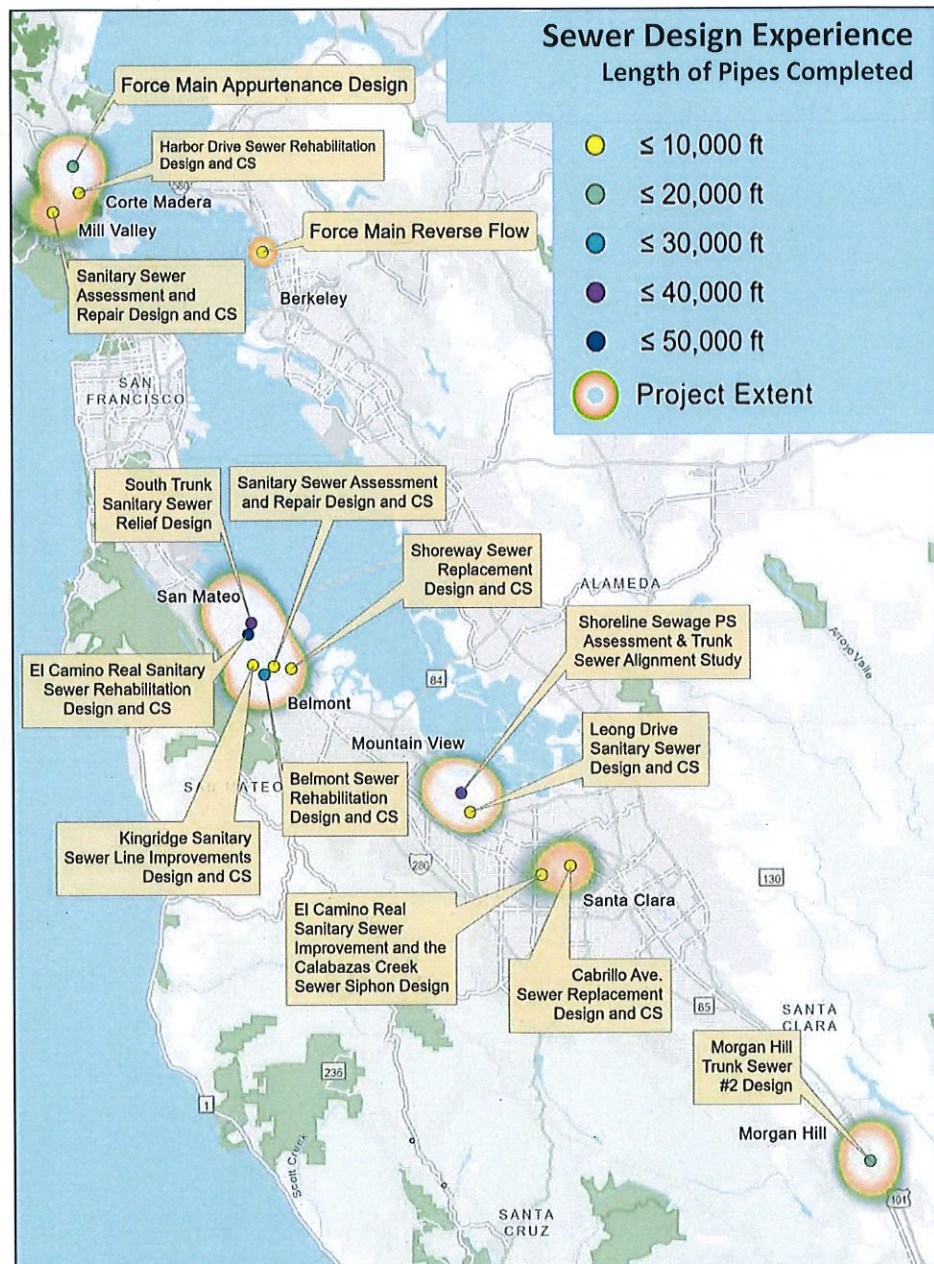 Sewer Design Experience
Length of Pipes Completed
≤ 10,000 ft
≤ 20,000 ft
≤ 30,000 ft
≤ 40,000 ft
≤ 50,000 ft
Project Extent
Force Main Appurtenance Design
Harbor Drive Sewer Rehabilitation
Design and CS
580
Corte Madera
Mill Valley
Force Main Reverse Flow
Sanitary Sewer
Assessment and
Repair Design and CS
Berkeley
SAN
FRANCISCO
South Trunk
Sanitary Sewer
Relief Design
Sanitary Sewer Assessment
and Repair Design and CS
Shoreway Sewer
Replacement
Design and CS
San Mateo
ALAMEDA
Arroyo Valle
Shoreline Sewage PS
Assessment & Trunk
Sewer Alignment Study
El Camino Real Sanitary
Sewer Rehabilitation
Design and CS
84
Belmont
Mountain View
Leong Drive
Sanitary Sewer
Design and CS
SAN MATEO
Belmont Sewer
Rehabilitation
Design and CS
Kingridge Sanitary
Sewer Line Improvements
Design and CS
280
130
Santa Clara
El Camino Real
Sanitary Sewer
Improvement and the
Calabazas Creek
Sewer Siphon Design
Cabrillo Ave.
Sewer Replacement
Design and CS
85
SANTA
CLARA
Morgan Hill
Trunk Sewer
#2 Design
236
1
Scott Creek
Morgan Hill
101
SANTA
CRUZ